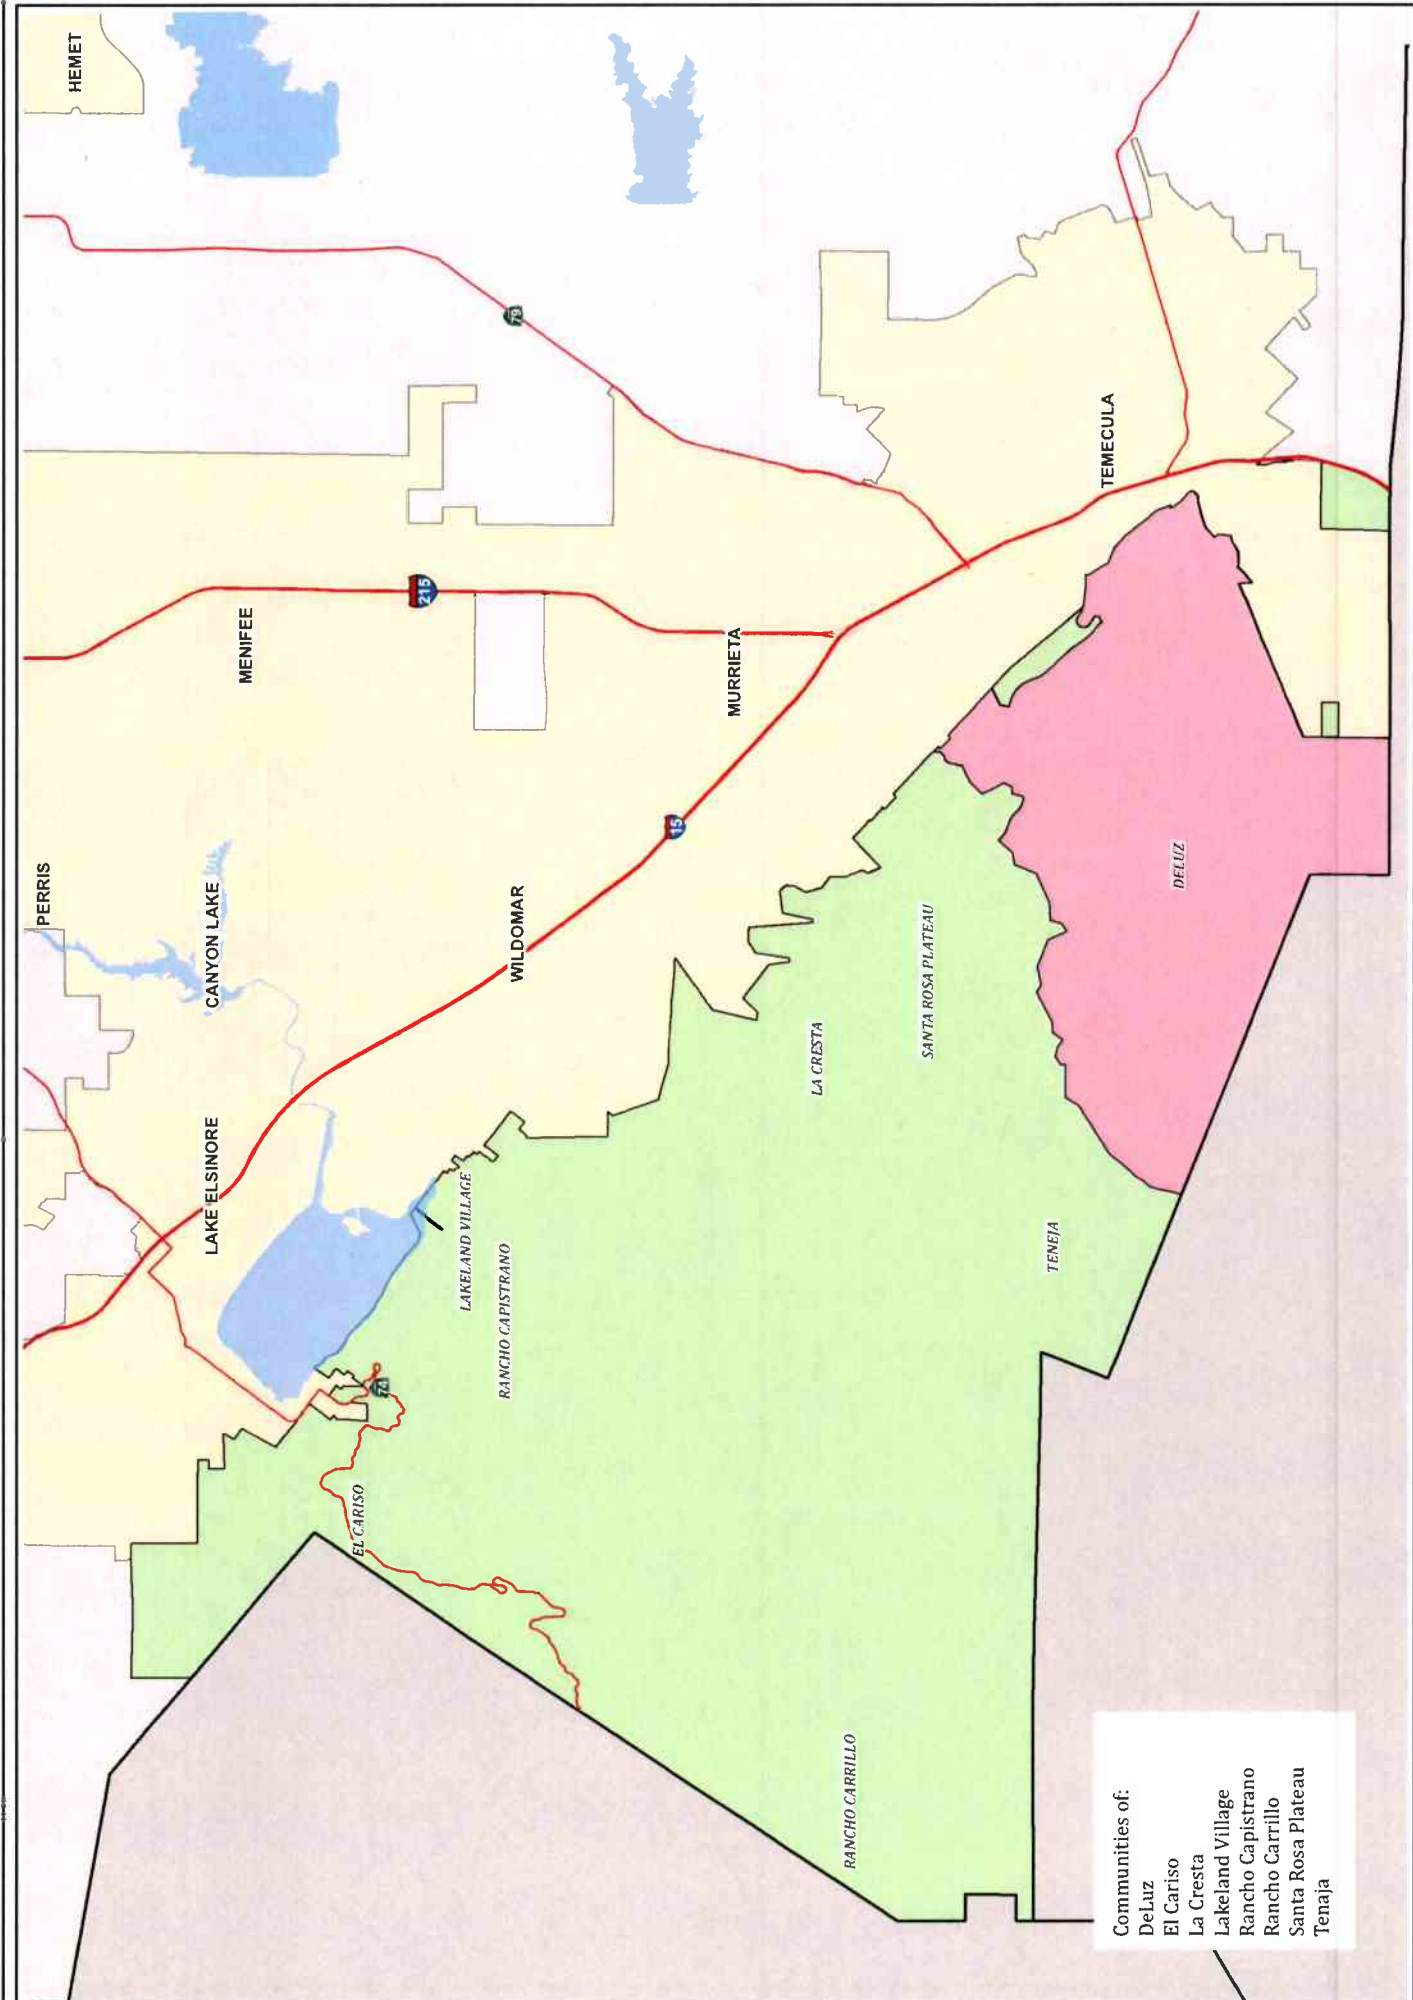 PERRIS
HEMET
LAKE ELSINORE
CANYON LAKE
MENIFEE
EL CARISO
74
215
LAKELAND VILLAGE
RANCHO CAPISTRANO
WILDOMAR
79
15
MURRIETA
LA CRESTA
RANCHO CARRILLO
SANTA ROSA PLATEAU
TENEJA
TEMECULA
DELUZ
Communities of:
DeLuz
El Cariso
La Cresta
Lakeland Village
Rancho Capistrano
Rancho Carrillo
Santa Rosa Plateau
Tenaja